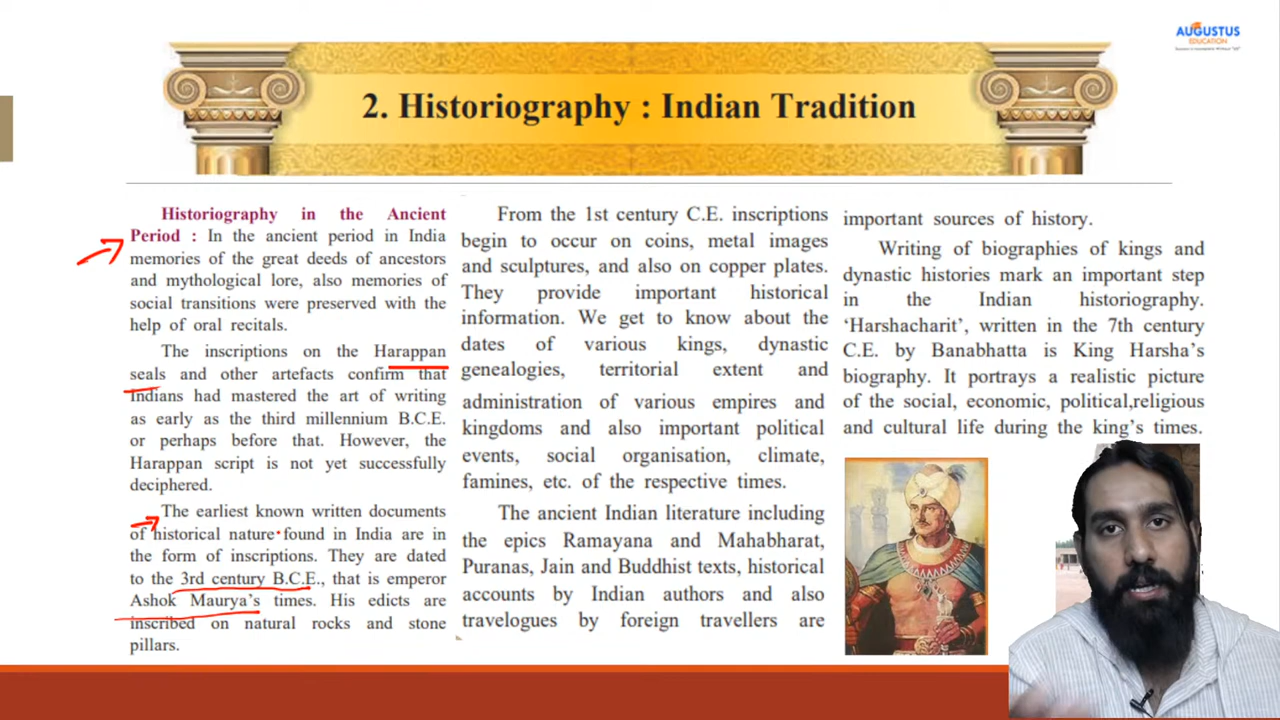 AUGUSTUS
EDUCATION
2. Historiography : Indian Tradition
Historiography in the Ancient
Period : In the ancient period in India
memories of the great deeds of ancestors
and mythological lore, also memories of
social transitions were preserved with the
help of oral recitals.
The inscriptions on the Harappan
seals and other artefacts confirm that
Indians had mastered the art of writing
as early as the third millennium B.C.E.
or perhaps before that. However, the
Harappan script is not yet successfully
deciphered.
The earliest known written documents
of historical nature found in India are in
the form of inscriptions. They are dated
to the 3rd century B.C.E., that is emperor
Ashok Maurya's times. His edicts are
inscribed on natural rocks and stone
pillars.
From the 1st century C.E. inscriptions
begin to occur on coins, metal images
and sculptures, and also on copper plates.
They provide important historical
information. We get to know about the
dates of various kings, dynastic
genealogies, territorial extent and
administration of various empires and
kingdoms and also important political
events, social organisation, climate,
famines, etc. of the respective times.
The ancient Indian literature including
the epics Ramayana and Mahabharat,
Puranas, Jain and Buddhist texts, historical
accounts by Indian authors and also
travelogues by foreign travellers are
important sources of history.
Writing of biographies of kings and
dynastic histories mark an important step
in the Indian historiography.
‘Harshacharit’, written in the 7th century
C.E. by Banabhatta is King Harsha’s
biography. It portrays a realistic picture
of the social, economic, political,religious
and cultural life during the king’s times.